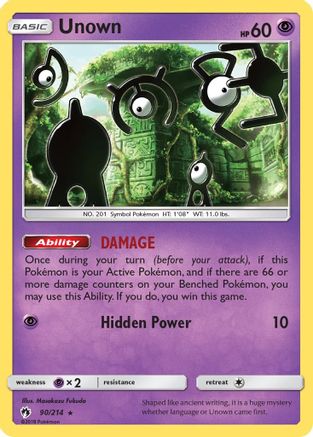 BASIC Unown HP 60
NO. 201 Symbol Pokémon HT: 1'08" WT: 11.0 lbs.
Ability DAMAGE
Once during your turn (before your attack), if this
Pokémon is your Active Pokémon, and if there are 66 or
more damage counters on your Benched Pokémon, you
may use this Ability. If you do, you win this game.
Hidden Power 10
weakness ×2 resistance retreat
Illus. Masakazu Fukuda
90/214 ★
©2018 Pokémon
Shaped like ancient writing, it is a huge mystery
whether language or Unown came first.